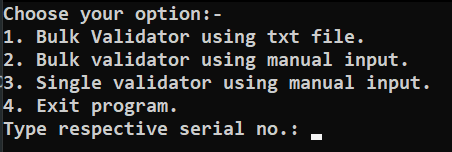 Choose your option:-
1. Bulk Validator using txt file.
2. Bulk validator using manual input.
3. Single validator using manual input.
4. Exit program.
Type respective serial no.: